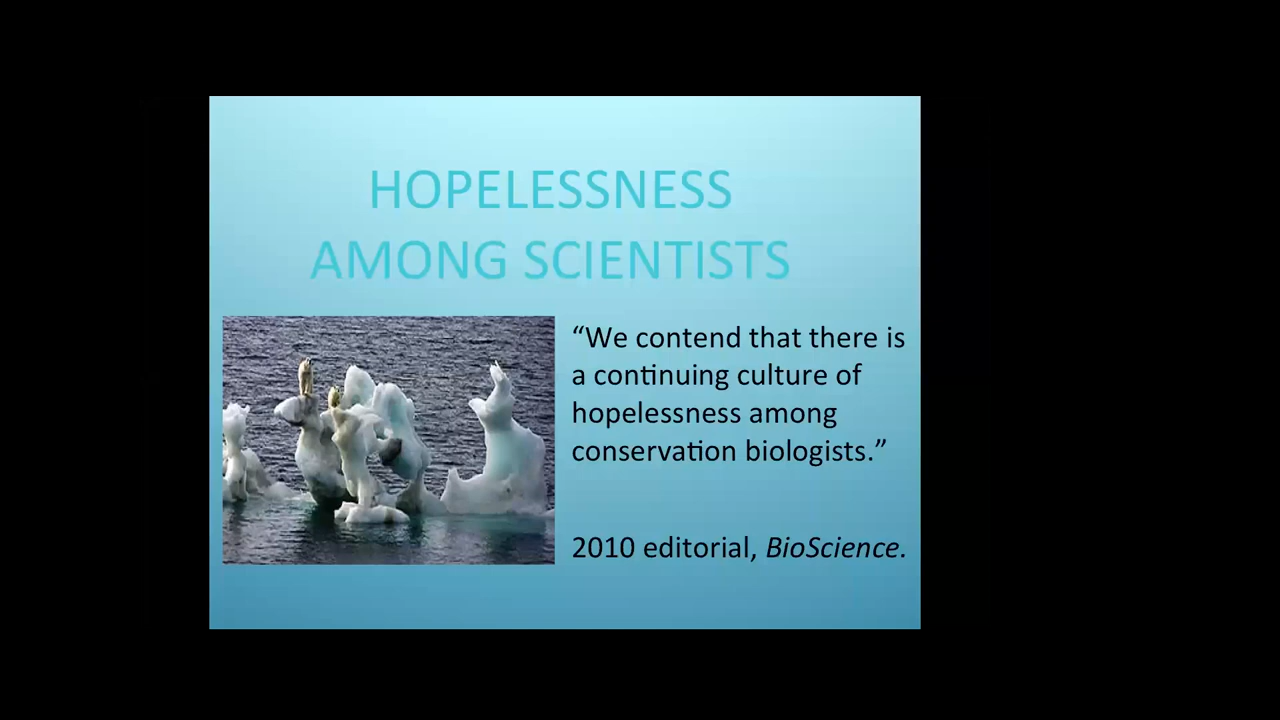 HOPELESSNESS
AMONG SCIENTISTS
“We contend that there is
a continuing culture of
hopelessness among
conservation biologists.”
2010 editorial, BioScience.